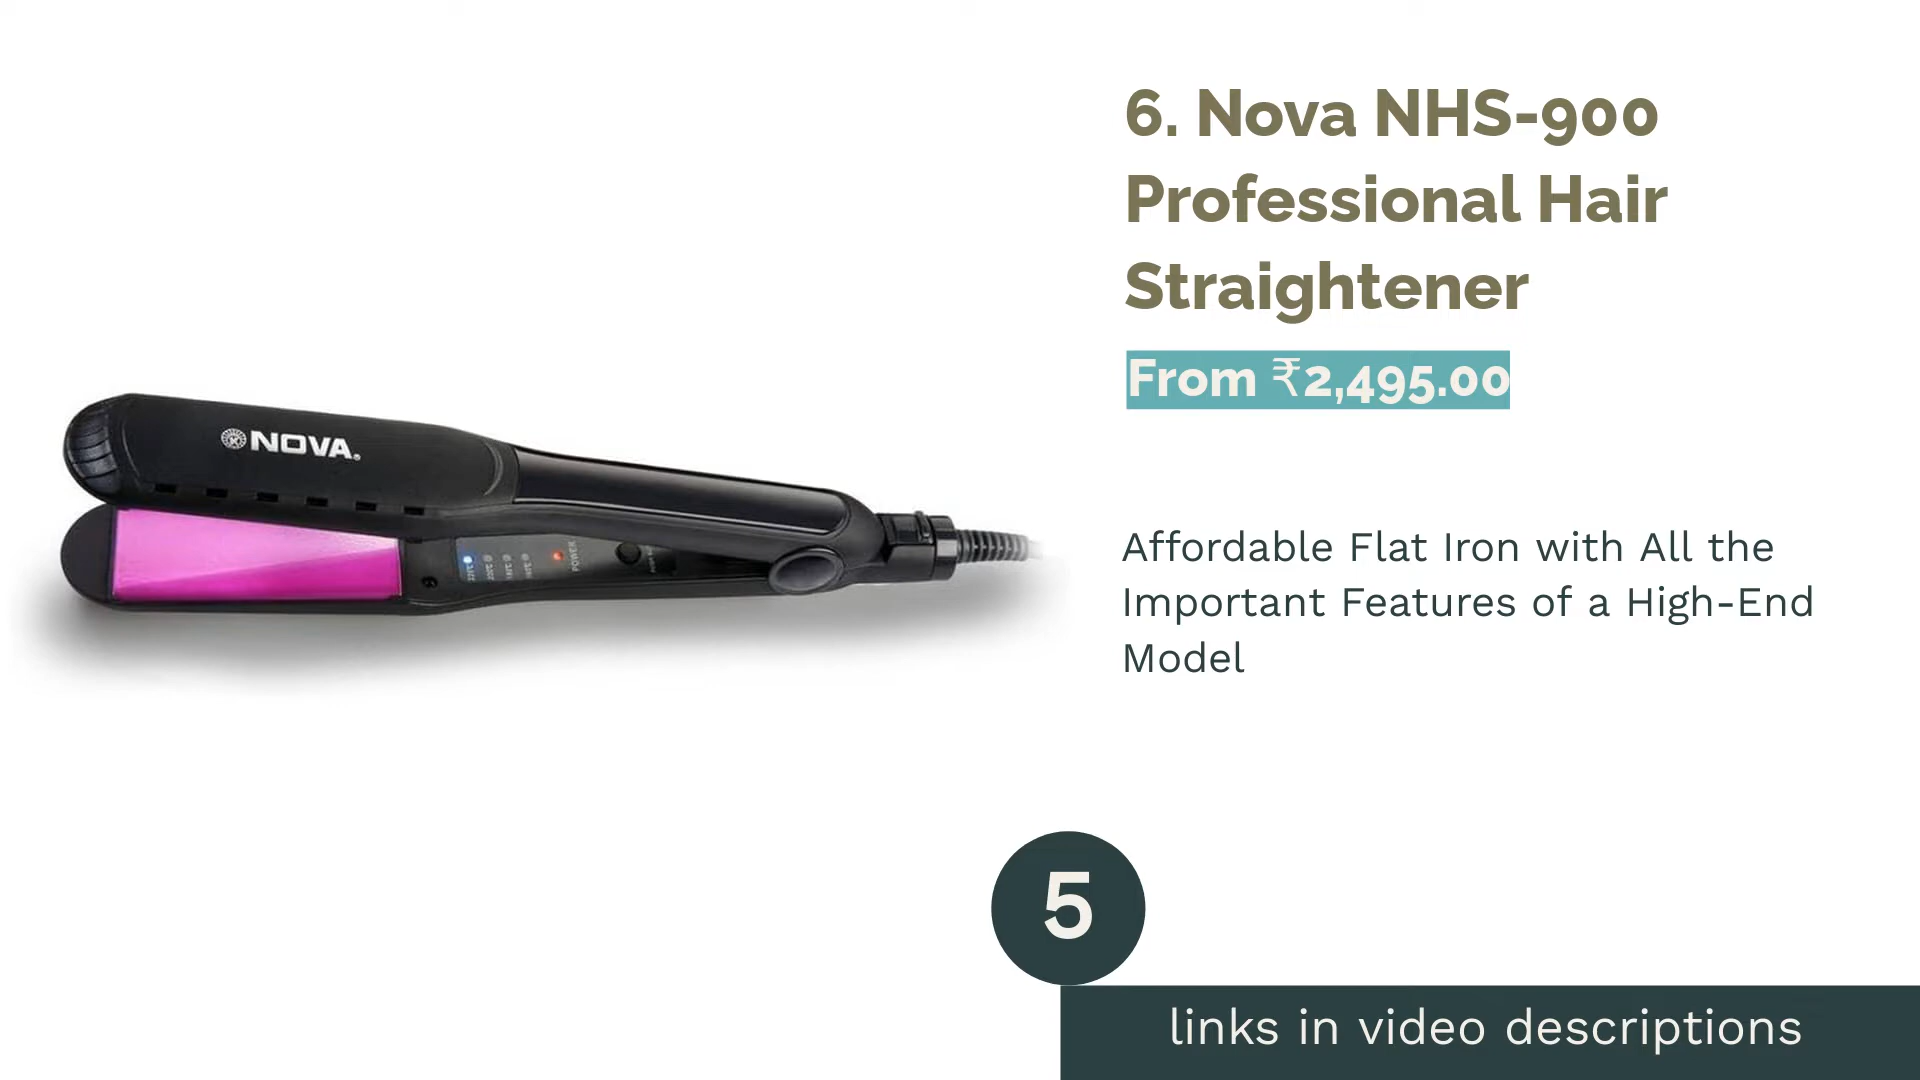 6. Nova NHS-900
Professional Hair
Straightener
From ₹2,495.00
NOVA
POWER
Affordable Flat Iron with All the
Important Features of a High-End
Model
5
links in video descriptions